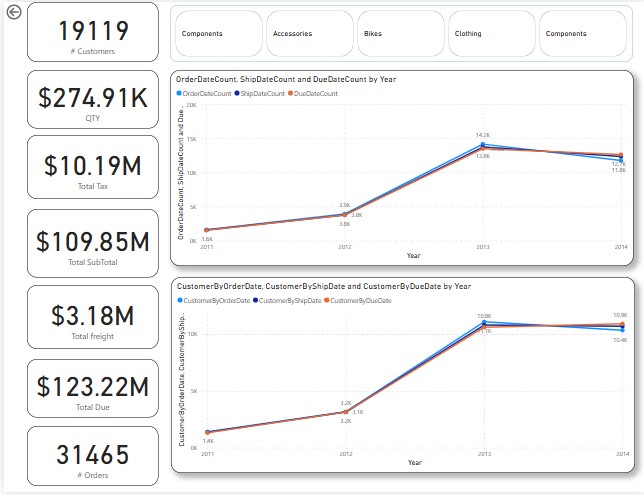 19119
# Customers
$274.91K
QTY
$10.19M
Total Tax
$109.85M
Total SubTotal
$3.18M
Total freight
$123.22M
Total Due
31465
# Orders
Components
Accessories
Bikes
Clothing
Components
OrderDateCount, ShipDateCount and DueDateCount by Year
OrderDateCount ShipDateCount DueDateCount
OrderDateCount, ShipDateCount and Due...
20K
15K
10K
5K
0K
1.6K
3.9K
3.8K
3.8K
14.2K
13.8K
12.7K
11.8K
2011 2012 2013 2014
Year
CustomerByOrderDate, CustomerByShipDate and CustomerByDueDate by Year
CustomerByOrderDate CustomerByShipDate CustomerByDueDate
CustomerByOrderDate, CustomerByShip...
10K
5K
0K
1.4K
3.2K
3.1K
3.2K
10.8K
10.9K
10.4K
2011 2012 2013 2014
Year